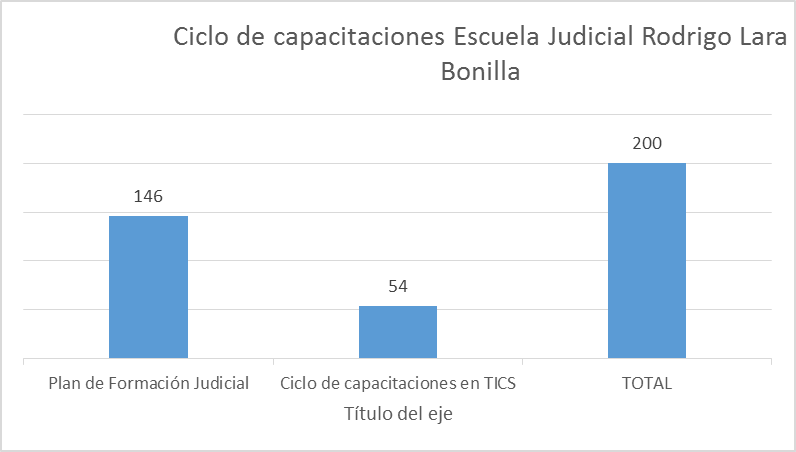 Ciclo de capacitaciones Escuela Judicial Rodrigo Lara
Bonilla
200
146
54
Plan de Formación Judicial
Ciclo de capacitaciones en TICS
TOTAL
Título del eje